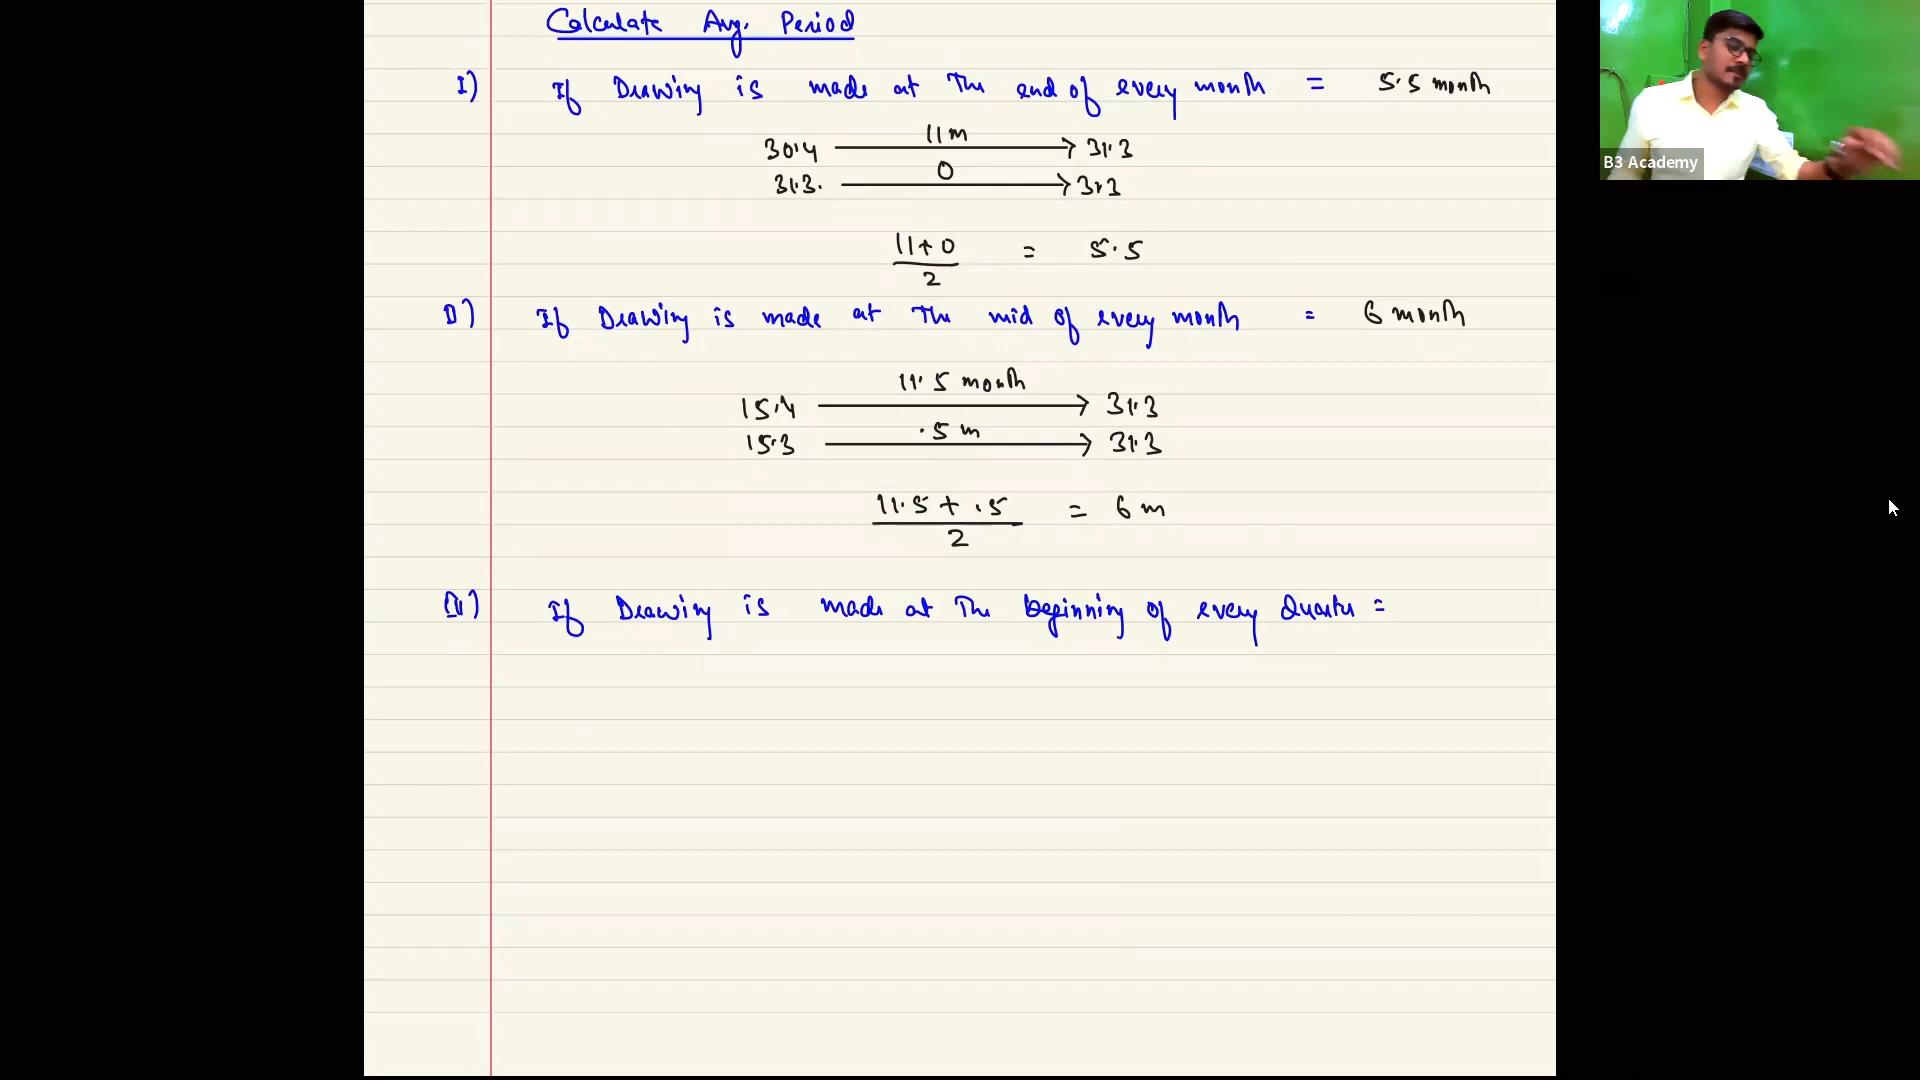 Calculate Avg. Period
I) If Drawing is made at The end of every month = 5.5 month
30.4 11m 31.3
31.3. 0 31.3
11+0
2
= 5.5
II) If Drawing is made at The mid of every month = 6 month
15.4 11.5 month 31.3
15.3 .5 m 31.3
11.5 + .5
2
= 6 m
III) If Drawing is made at The beginning of every Quarter =
B3 Academy